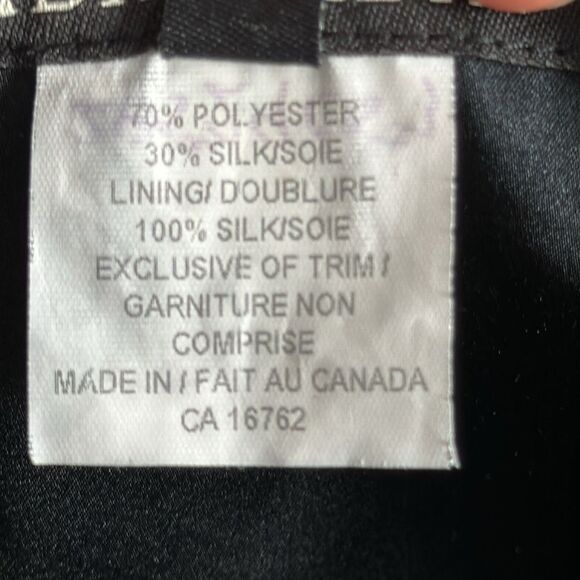 70% POLYESTER
30% SILK/SOIE
LINING/ DOUBLURE
100% SILK/SOIE
EXCLUSIVE OF TRIM /
GARNITURE NON
COMPRISE
MADE IN / FAIT AU CANADA
CA 16762